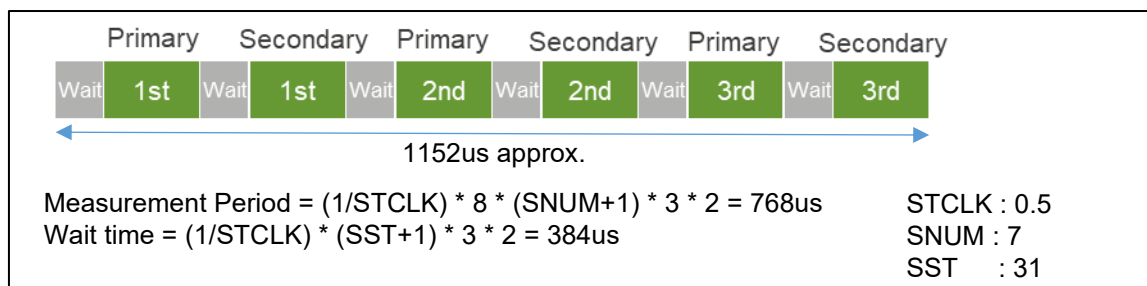 Primary Secondary Primary Secondary Primary Secondary
Wait 1st Wait 1st Wait 2nd Wait 2nd Wait 3rd Wait 3rd
1152us approx.
Measurement Period = (1/STCLK) * 8 * (SNUM+1) * 3 * 2 = 768us
Wait time = (1/STCLK) * (SST+1) * 3 * 2 = 384us
STCLK : 0.5
SNUM : 7
SST : 31